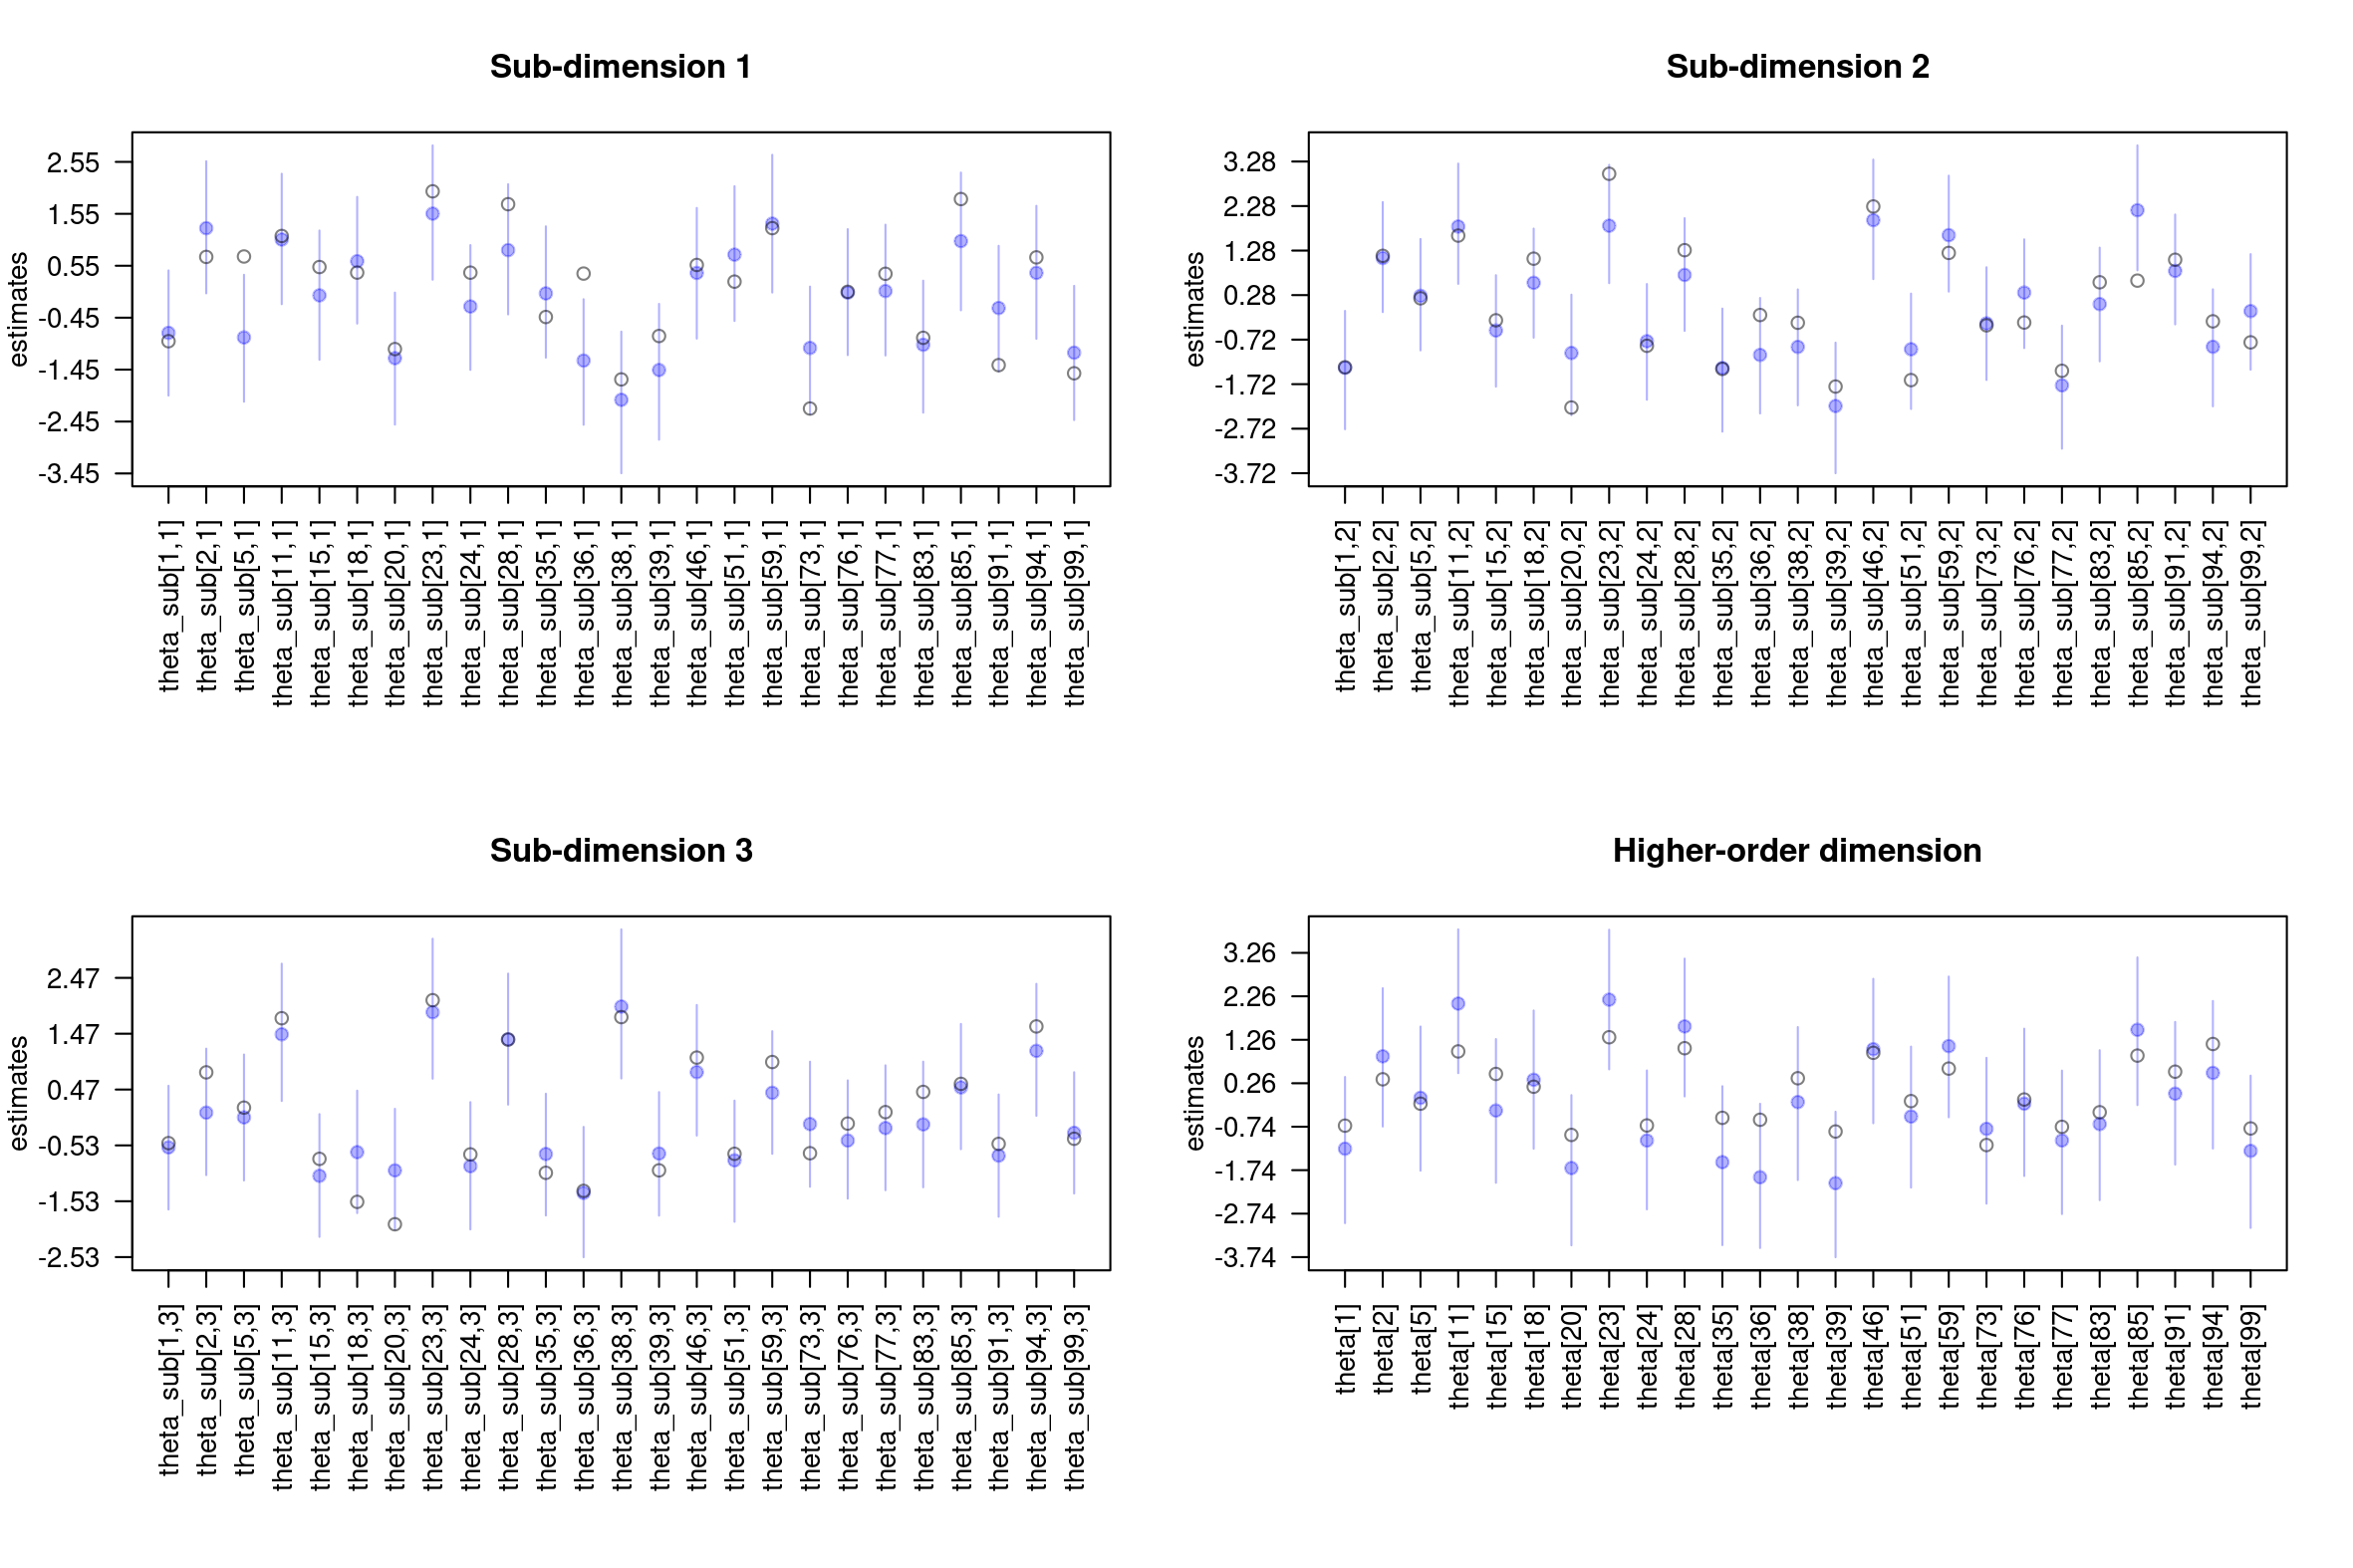 Sub-dimension 1
estimates
2.55
1.55
0.55
-0.45
-1.45
-2.45
-3.45
theta_sub[1,1]
theta_sub[2,1]
theta_sub[5,1]
theta_sub[11,1]
theta_sub[15,1]
theta_sub[18,1]
theta_sub[20,1]
theta_sub[23,1]
theta_sub[24,1]
theta_sub[28,1]
theta_sub[35,1]
theta_sub[36,1]
theta_sub[38,1]
theta_sub[39,1]
theta_sub[46,1]
theta_sub[51,1]
theta_sub[59,1]
theta_sub[73,1]
theta_sub[76,1]
theta_sub[77,1]
theta_sub[83,1]
theta_sub[85,1]
theta_sub[91,1]
theta_sub[94,1]
theta_sub[99,1]
Sub-dimension 2
estimates
3.28
2.28
1.28
0.28
-0.72
-1.72
-2.72
-3.72
theta_sub[1,2]
theta_sub[2,2]
theta_sub[5,2]
theta_sub[11,2]
theta_sub[15,2]
theta_sub[18,2]
theta_sub[20,2]
theta_sub[23,2]
theta_sub[24,2]
theta_sub[28,2]
theta_sub[35,2]
theta_sub[36,2]
theta_sub[38,2]
theta_sub[39,2]
theta_sub[46,2]
theta_sub[51,2]
theta_sub[59,2]
theta_sub[73,2]
theta_sub[76,2]
theta_sub[77,2]
theta_sub[83,2]
theta_sub[85,2]
theta_sub[91,2]
theta_sub[94,2]
theta_sub[99,2]
Sub-dimension 3
estimates
2.47
1.47
0.47
-0.53
-1.53
-2.53
theta_sub[1,3]
theta_sub[2,3]
theta_sub[5,3]
theta_sub[11,3]
theta_sub[15,3]
theta_sub[18,3]
theta_sub[20,3]
theta_sub[23,3]
theta_sub[24,3]
theta_sub[28,3]
theta_sub[35,3]
theta_sub[36,3]
theta_sub[38,3]
theta_sub[39,3]
theta_sub[46,3]
theta_sub[51,3]
theta_sub[59,3]
theta_sub[73,3]
theta_sub[76,3]
theta_sub[77,3]
theta_sub[83,3]
theta_sub[85,3]
theta_sub[91,3]
theta_sub[94,3]
theta_sub[99,3]
Higher-order dimension
estimates
3.26
2.26
1.26
0.26
-0.74
-1.74
-2.74
-3.74
theta[1]
theta[2]
theta[5]
theta[11]
theta[15]
theta[18]
theta[20]
theta[23]
theta[24]
theta[28]
theta[35]
theta[36]
theta[38]
theta[39]
theta[46]
theta[51]
theta[59]
theta[73]
theta[76]
theta[77]
theta[83]
theta[85]
theta[91]
theta[94]
theta[99]